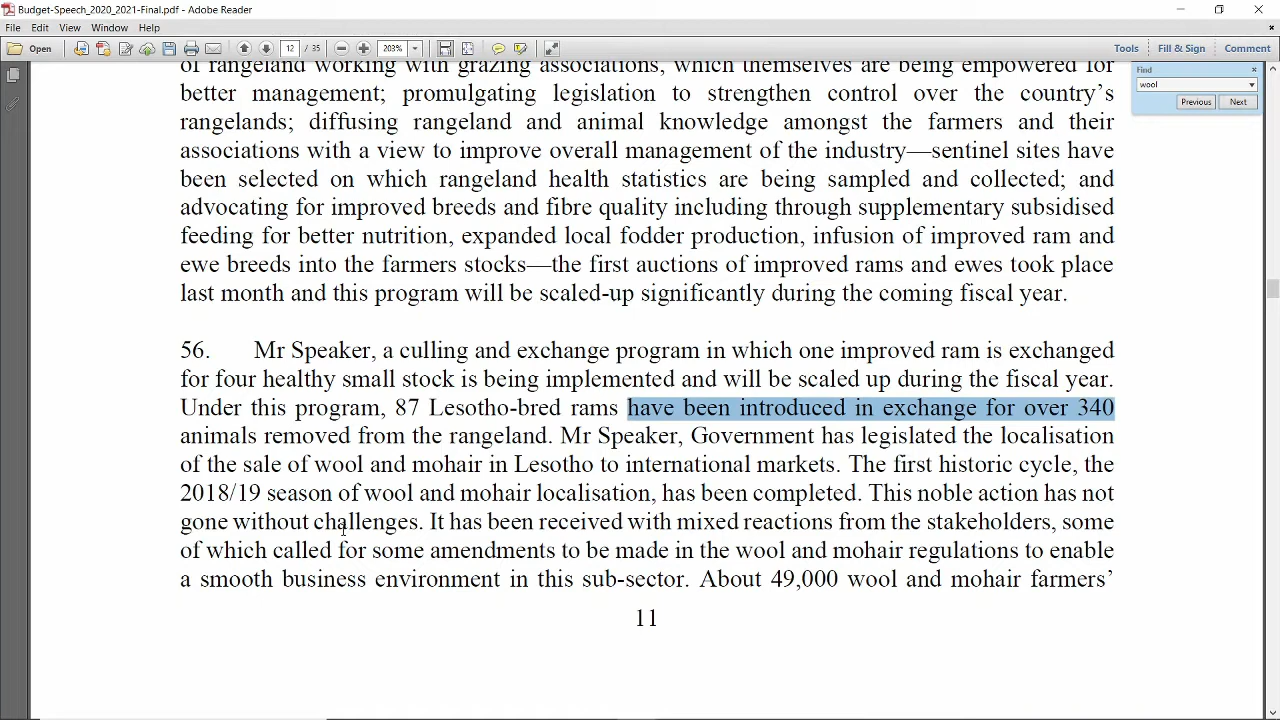 Budget-Speech_2020_2021-Final.pdf - Adobe Reader
File Edit View Window Help
Open 12 / 35 203% Tools Fill & Sign Comment
Find
wool
Previous Next
of rangeland working with grazing associations, which themselves are being empowered for
better management; promulgating legislation to strengthen control over the country’s
rangelands; diffusing rangeland and animal knowledge amongst the farmers and their
associations with a view to improve overall management of the industry—sentinel sites have
been selected on which rangeland health statistics are being sampled and collected; and
advocating for improved breeds and fibre quality including through supplementary subsidised
feeding for better nutrition, expanded local fodder production, infusion of improved ram and
ewe breeds into the farmers stocks—the first auctions of improved rams and ewes took place
last month and this program will be scaled-up significantly during the coming fiscal year.
56. Mr Speaker, a culling and exchange program in which one improved ram is exchanged
for four healthy small stock is being implemented and will be scaled up during the fiscal year.
Under this program, 87 Lesotho-bred rams have been introduced in exchange for over 340
animals removed from the rangeland. Mr Speaker, Government has legislated the localisation
of the sale of wool and mohair in Lesotho to international markets. The first historic cycle, the
2018/19 season of wool and mohair localisation, has been completed. This noble action has not
gone without challenges. It has been received with mixed reactions from the stakeholders, some
of which called for some amendments to be made in the wool and mohair regulations to enable
a smooth business environment in this sub-sector. About 49,000 wool and mohair farmers’
11